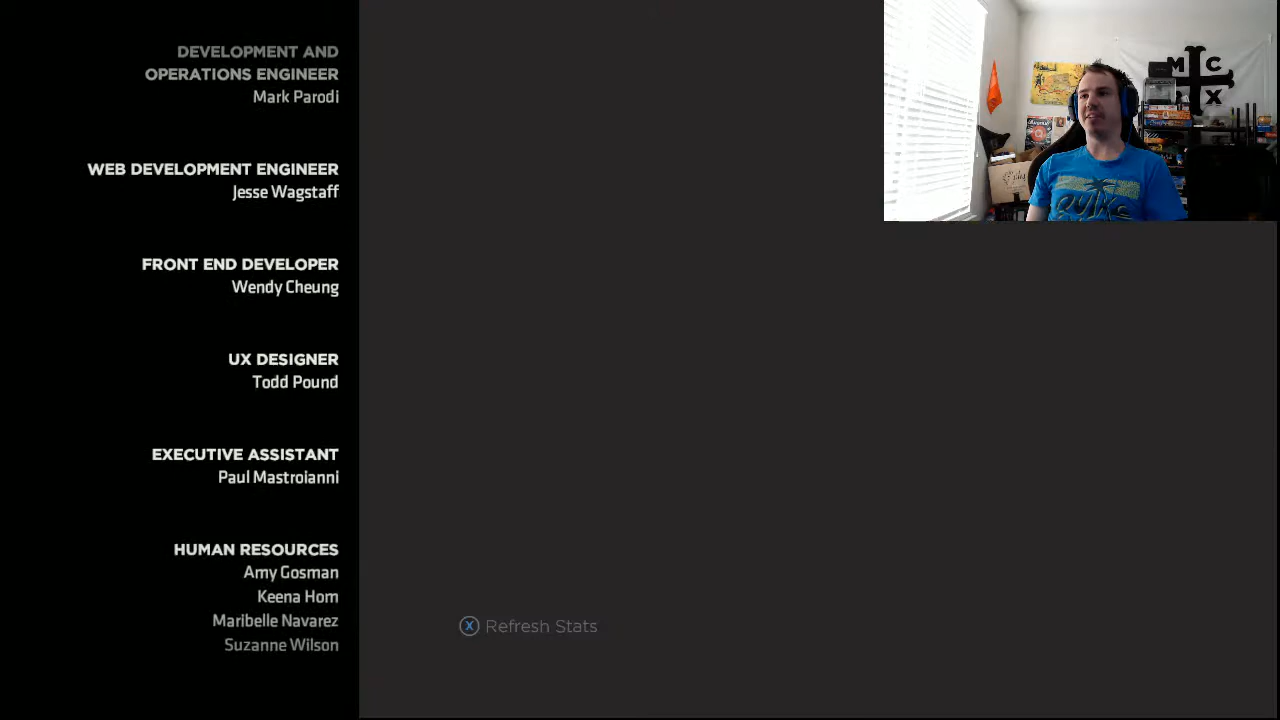 DEVELOPMENT AND
OPERATIONS ENGINEER
Mark Parodi
WEB DEVELOPMENT ENGINEER
Jesse Wagstaff
FRONT END DEVELOPER
Wendy Cheung
UX DESIGNER
Todd Pound
EXECUTIVE ASSISTANT
Paul Mastroianni
HUMAN RESOURCES
Amy Gosman
Keena Horn
Maribelle Navarez
Suzanne Wilson
X Refresh Stats
M C
X